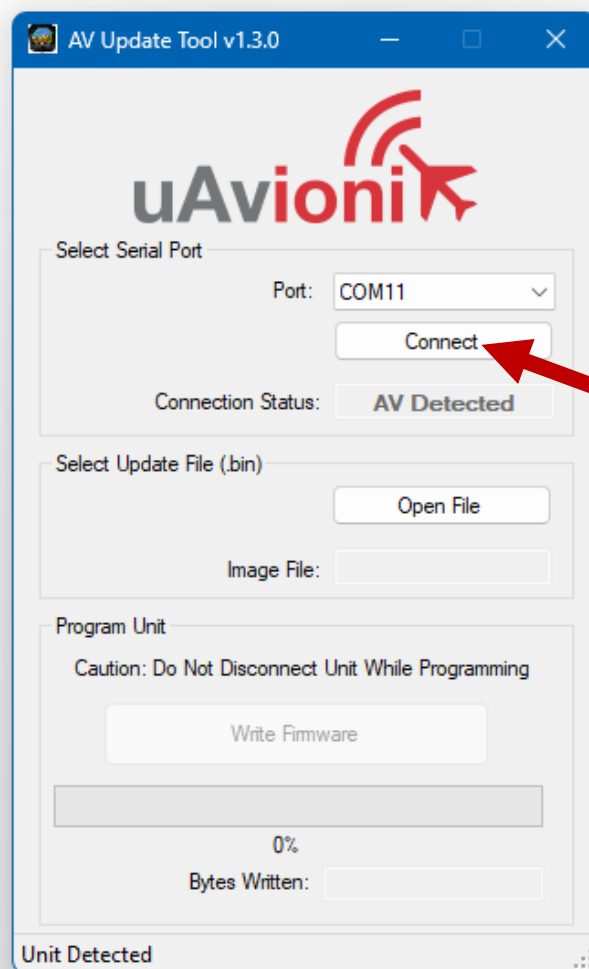 AV Update Tool v1.3.0
uAvionix
Select Serial Port
Port: COM11
Connect
Connection Status: AV Detected
Select Update File (.bin)
Open File
Image File:
Program Unit
Caution: Do Not Disconnect Unit While Programming
Write Firmware
0%
Bytes Written:
Unit Detected